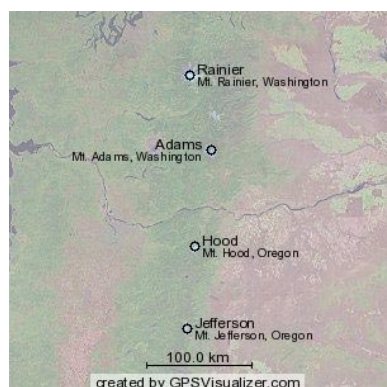 Rainier
Mt. Rainier, Washington
Adams
Mt. Adams, Washington
Hood
Mt. Hood, Oregon
Jefferson
Mt. Jefferson, Oregon
100.0 km
created by GPSVisualizer.com